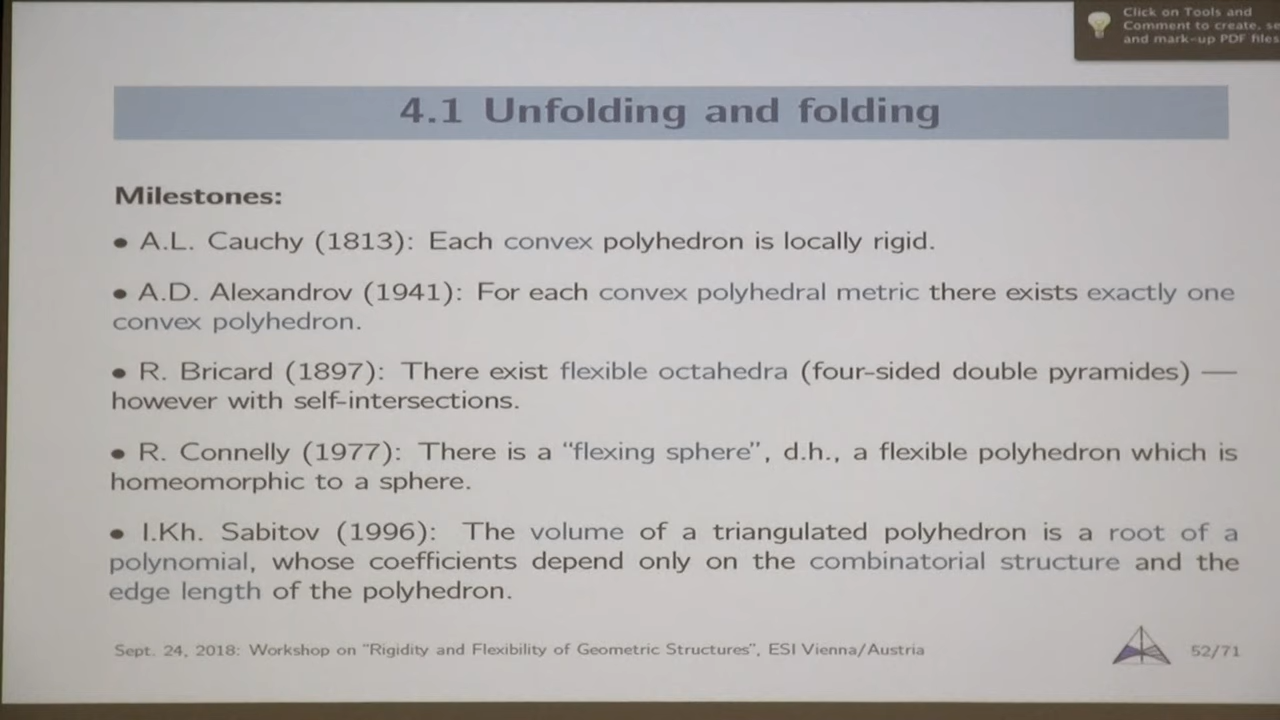 Click on Tools and
Comment to create, se
and mark-up PDF files
4.1 Unfolding and folding
Milestones:
• A.L. Cauchy (1813): Each convex polyhedron is locally rigid.
• A.D. Alexandrov (1941): For each convex polyhedral metric there exists exactly one
convex polyhedron.
• R. Bricard (1897): There exist flexible octahedra (four-sided double pyramides) —
however with self-intersections.
• R. Connelly (1977): There is a “flexing sphere”, d.h., a flexible polyhedron which is
homeomorphic to a sphere.
• I.Kh. Sabitov (1996): The volume of a triangulated polyhedron is a root of a
polynomial, whose coefficients depend only on the combinatorial structure and the
edge length of the polyhedron.
Sept. 24, 2018: Workshop on “Rigidity and Flexibility of Geometric Structures”, ESI Vienna/Austria
52/71